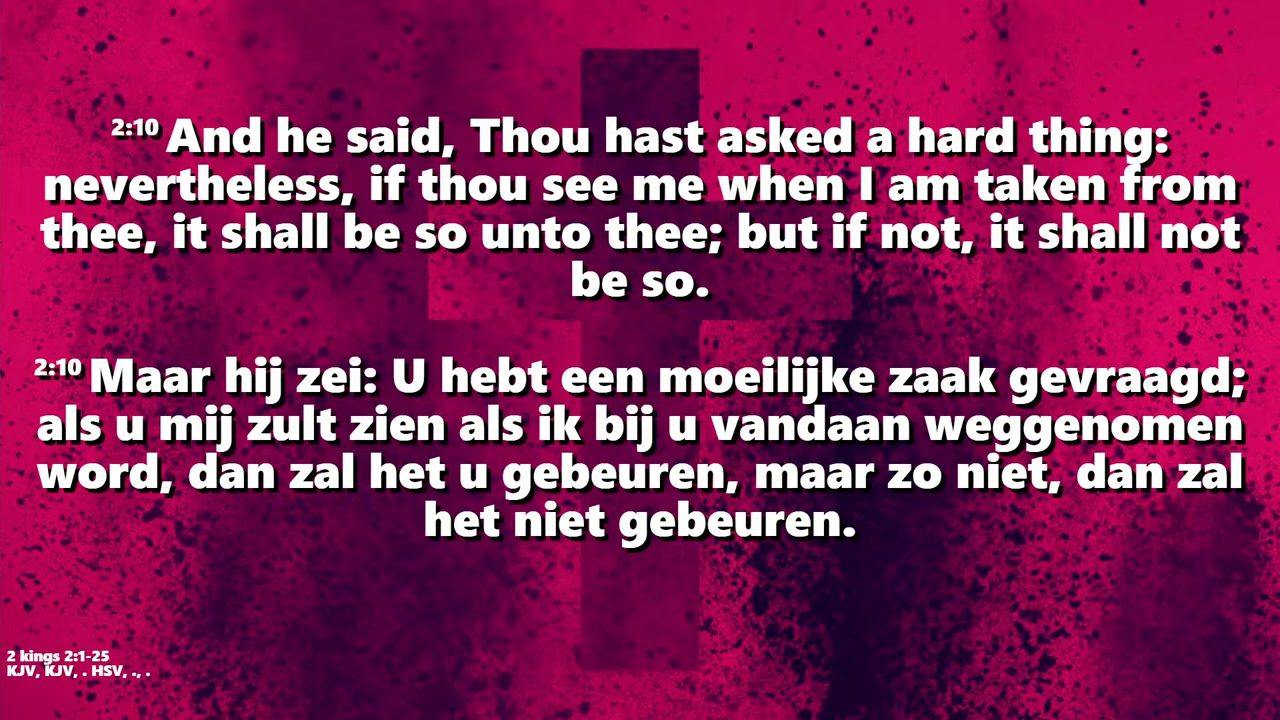 2:10 And he said, Thou hast asked a hard thing:
nevertheless, if thou see me when I am taken from
thee, it shall be so unto thee; but if not, it shall not
be so.
2:10 Maar hij zei: U hebt een moeilijke zaak gevraagd;
als u mij zult zien als ik bij u vandaan weggenomen
word, dan zal het u gebeuren, maar zo niet, dan zal
het niet gebeuren.
2 kings 2:1-25
KJV, KJV, . HSV, ., .